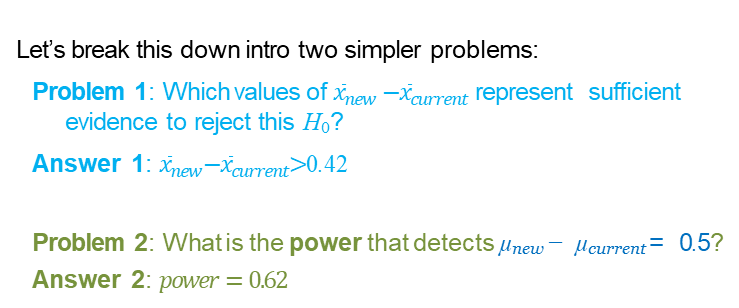 Let's break this down intro two simpler problems:
Problem 1: Which values of x̄new −x̄current represent sufficient
evidence to reject this H₀?
Answer 1: x̄new−x̄current>0.42
Problem 2: What is the power that detects μnew − μcurrent = 0.5?
Answer 2: power = 0.62